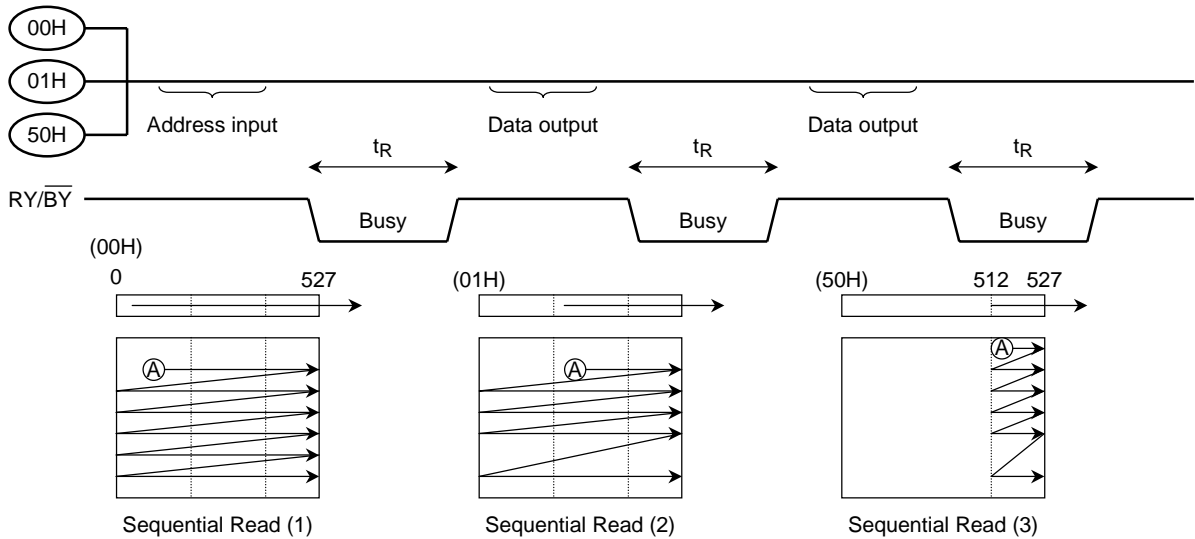 00H
01H
50H
Address input
Data output
Data output
tR
tR
tR
RY/B̅Y̅
Busy
Busy
Busy
(00H)
0
527
(01H)
(50H)
512
527
A
A
A
Sequential Read (1)
Sequential Read (2)
Sequential Read (3)